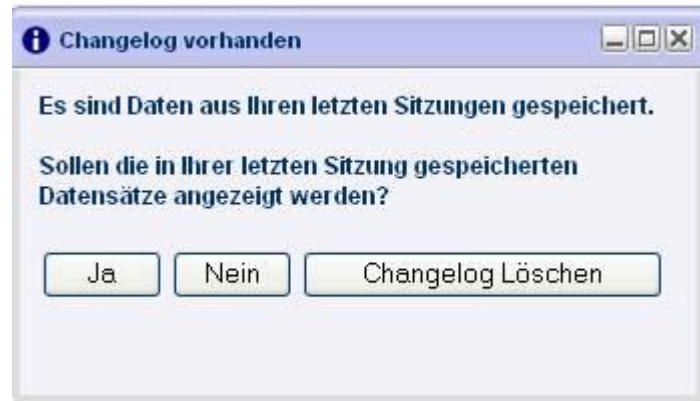 Changelog vorhanden
Es sind Daten aus Ihren letzten Sitzungen gespeichert.
Sollen die in Ihrer letzten Sitzung gespeicherten
Datensätze angezeigt werden?
Ja Nein Changelog Löschen